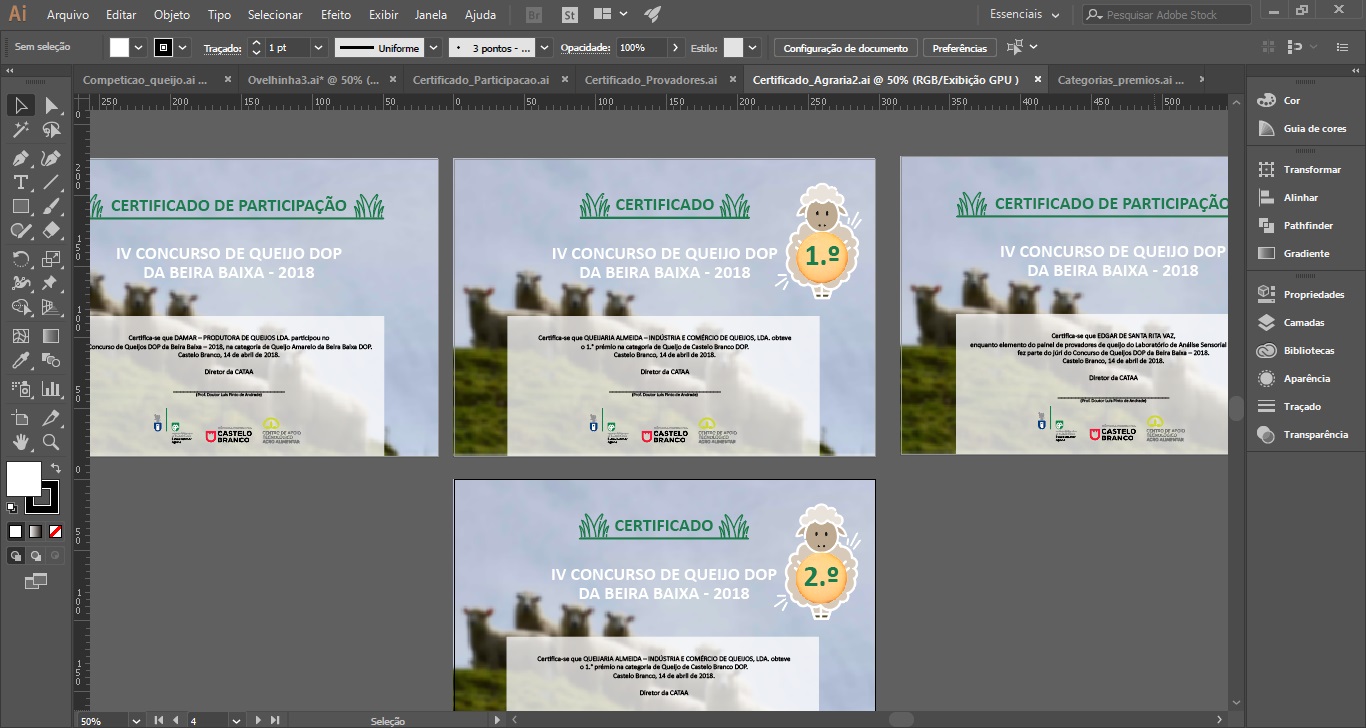 Ai Arquivo Editar Objeto Tipo Selecionar Efeito Exibir Janela Ajuda Br St Essenciais Pesquisar Adobe Stock
Sem seleção Traçado: 1 pt Uniforme 3 pontos - ... Opacidade: 100% Estilo: Configuração de documento Preferências
Competicao_queijo.ai ... × Ovelhinha3.ai* @ 50% (... × Certificado_Participacao.ai × Certificado_Provadores.ai × Certificado_Agraria2.ai @ 50% (RGB/Exibição GPU ) × Categorias_premios.ai ...
250 200 150 100 50 0 50 100 150 200 250 300 350 400 450 500
Cor
Guia de cores
Transformar
Alinhar
Pathfinder
Gradiente
Propriedades
Camadas
Bibliotecas
Aparência
Traçado
Transparência
CERTIFICADO DE PARTICIPAÇÃO
IV CONCURSO DE QUEIJO DOP
DA BEIRA BAIXA - 2018
Certifica-se que DAMAR – PRODUTORA DE QUEIJOS LDA. participou no
Concurso de Queijos DOP da Beira Baixa – 2018, na categoria de Queijo Amarelo da Beira Baixa DOP.
Castelo Branco, 14 de abril de 2018.
Diretor da CATAA
(Prof. Doutor Luís Pinto de Andrade)
CASTELO
BRANCO
CENTRO DE APOIO
TECNOLÓGICO
AGRO ALIMENTAR
CERTIFICADO
1.º
IV CONCURSO DE QUEIJO DOP
DA BEIRA BAIXA - 2018
Certifica-se que QUEIJARIA ALMEIDA – INDÚSTRIA E COMÉRCIO DE QUEIJOS, LDA. obteve
o 1.º prémio na categoria de Queijo de Castelo Branco DOP.
Castelo Branco, 14 de abril de 2018.
Diretor da CATAA
(Prof. Doutor Luís Pinto de Andrade)
CASTELO
BRANCO
CENTRO DE APOIO
TECNOLÓGICO
AGRO ALIMENTAR
CERTIFICADO DE PARTICIPAÇÃO
IV CONCURSO DE QUEIJO DOP
DA BEIRA BAIXA - 2018
Certifica-se que EDGAR DE SANTA RITA VAZ,
enquanto elemento do painel de provadores de queijo do Laboratório de Análise Sensorial
fez parte do Júri do Concurso de Queijos DOP da Beira Baixa – 2018.
Castelo Branco, 14 de abril de 2018.
Diretor da CATAA
(Prof. Doutor Luís Pinto de Andrade)
CASTELO
BRANCO
CENTRO DE APOIO
TECNOLÓGICO
AGRO ALIMENTAR
CERTIFICADO
2.º
IV CONCURSO DE QUEIJO DOP
DA BEIRA BAIXA - 2018
Certifica-se que QUEIJARIA ALMEIDA – INDÚSTRIA E COMÉRCIO DE QUEIJOS, LDA. obteve
o 1.º prémio na categoria de Queijo de Castelo Branco DOP.
Castelo Branco, 14 de abril de 2018.
Diretor da CATAA
50% 4 Seleção